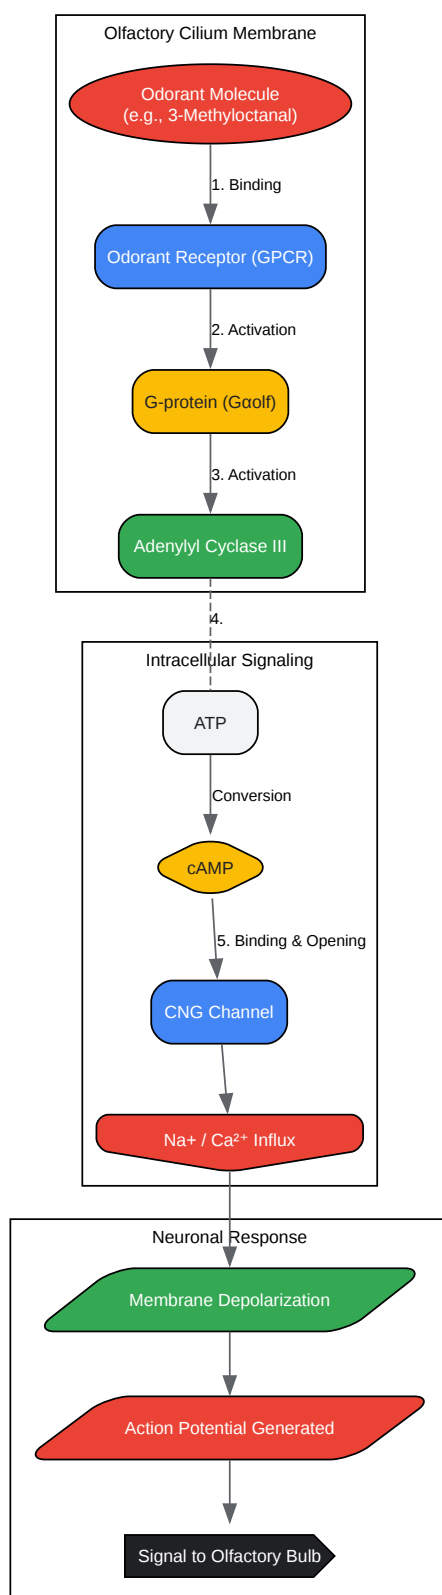 Olfactory Cilium Membrane
Odorant Molecule
(e.g., 3-Methyloctanal)
1. Binding
Odorant Receptor (GPCR)
2. Activation
G-protein (Gαolf)
3. Activation
Adenylyl Cyclase III
4.
Intracellular Signaling
ATP
Conversion
cAMP
5. Binding & Opening
CNG Channel
Na+ / Ca²⁺ Influx
Neuronal Response
Membrane Depolarization
Action Potential Generated
Signal to Olfactory Bulb